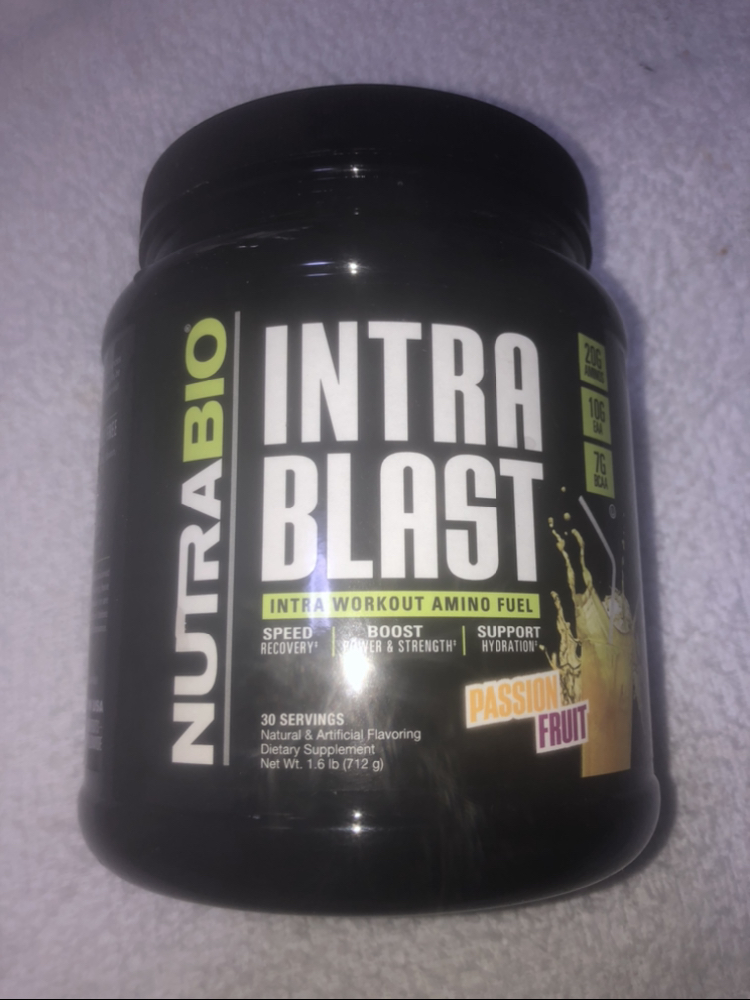 NUTRABIO®
INTRA
BLAST
INTRA WORKOUT AMINO FUEL
SPEED
RECOVERY‡
BOOST
POWER & STRENGTH‡
SUPPORT
HYDRATION‡
PASSION
FRUIT
30 SERVINGS
Natural & Artificial Flavoring
Dietary Supplement
Net Wt. 1.6 lb (712 g)
20G
AMINOS
10G
EAA
7G
BCAA